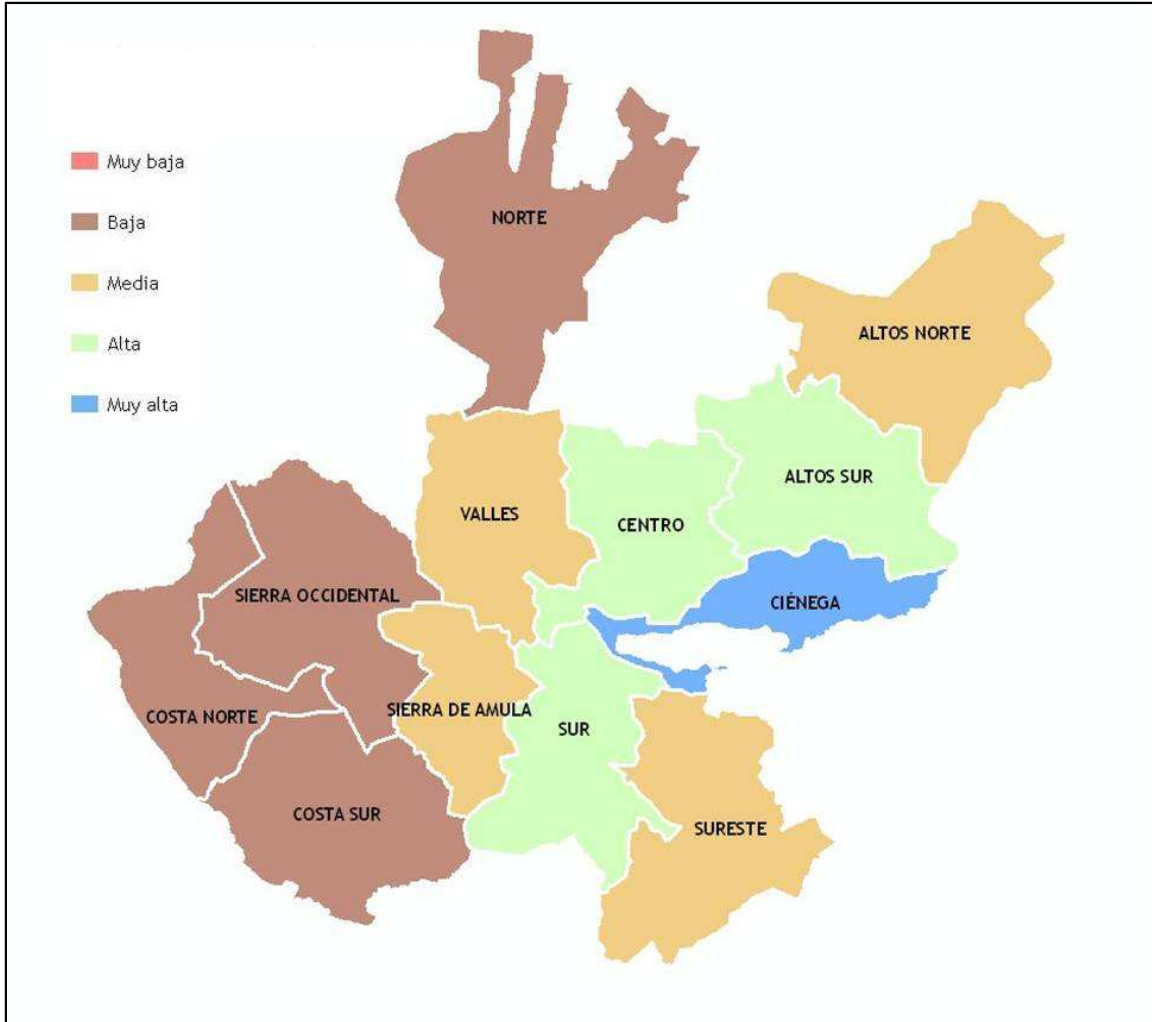 Muy baja
Baja
Media
Alta
Muy alta
NORTE
ALTOS NORTE
ALTOS SUR
VALLES
CENTRO
CIÉNEGA
SIERRA OCCIDENTAL
COSTA NORTE
SIERRA DE AMULA
SUR
COSTA SUR
SURESTE